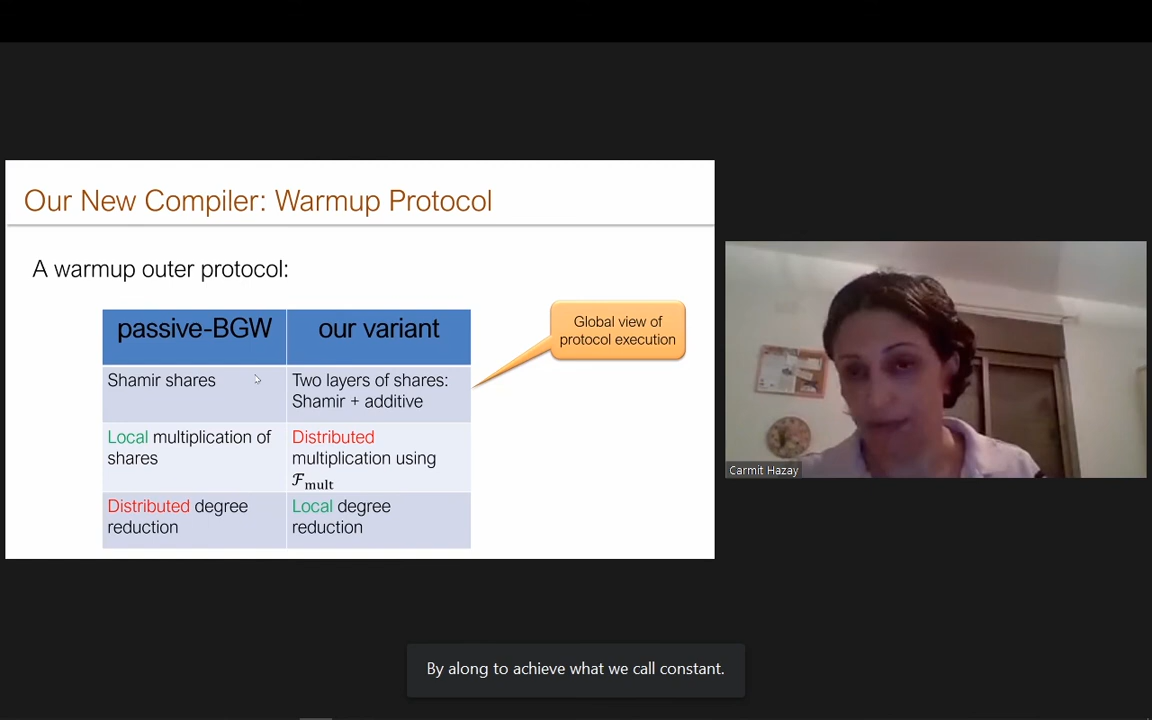 Our New Compiler: Warmup Protocol
A warmup outer protocol:
passive-BGW
our variant
Shamir shares
Two layers of shares:
Shamir + additive
Local multiplication of
shares
Distributed
multiplication using
ℱmult
Distributed degree
reduction
Local degree
reduction
Global view of
protocol execution
Carmit Hazay
By along to achieve what we call constant.